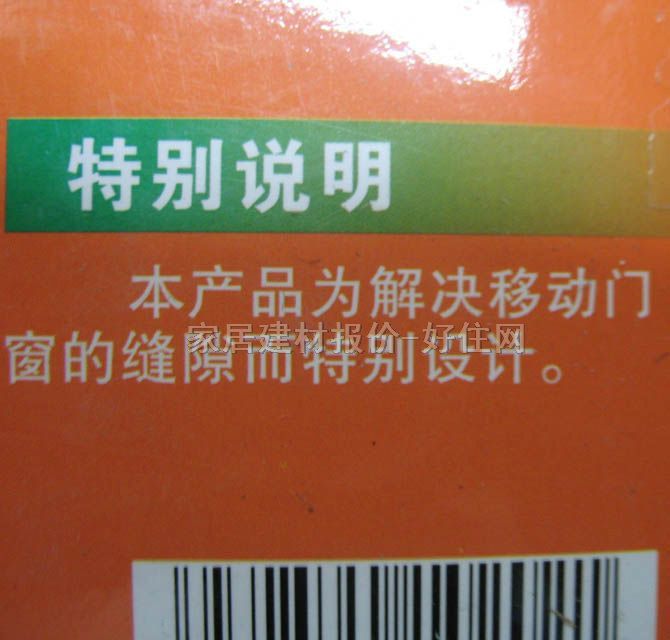 特别说明
本产品为解决移动门
窗的缝隙而特别设计。
家居建材报价-好住网